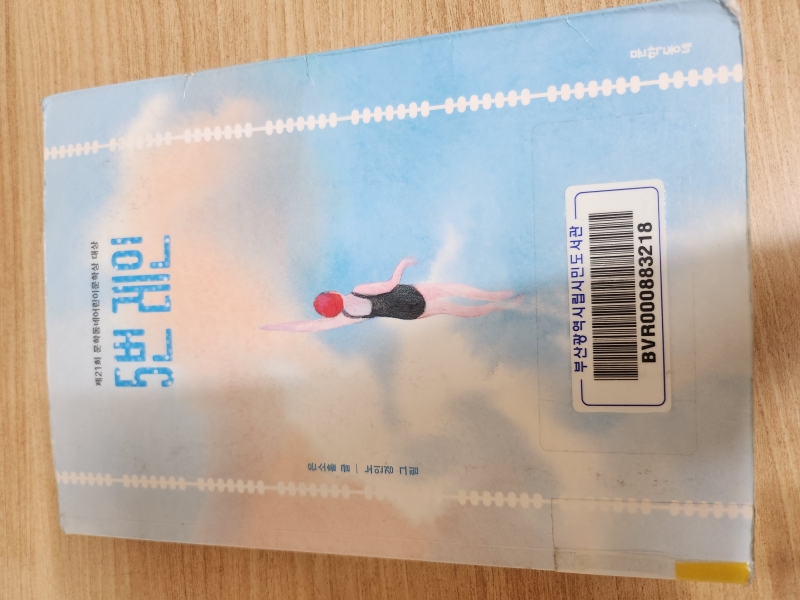 제21회 문학동네어린이문학상 대상
5번 레인
은소홀 글 — 노인경 그림
문학동네
부산광역시립시민도서관
BVR000883218